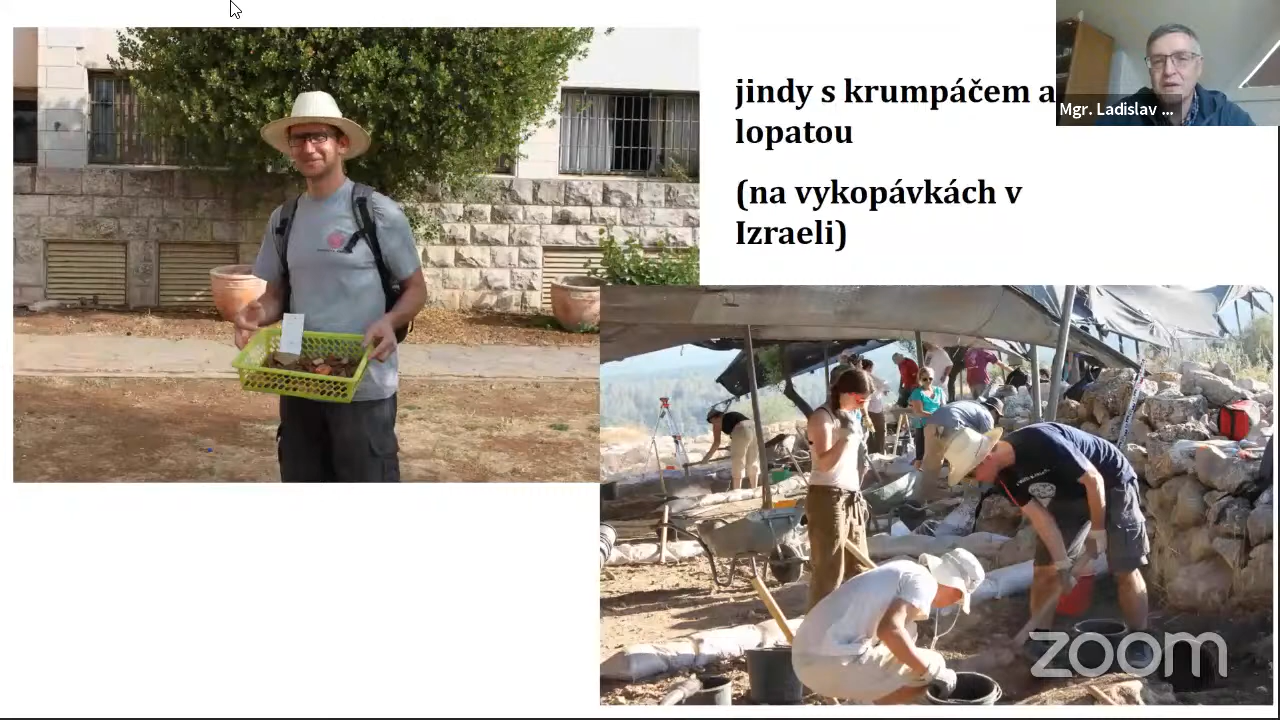 jindy s krumpáčem a
lopatou
(na vykopávkách v
Izraeli)
Mgr. Ladislav ...
zoom